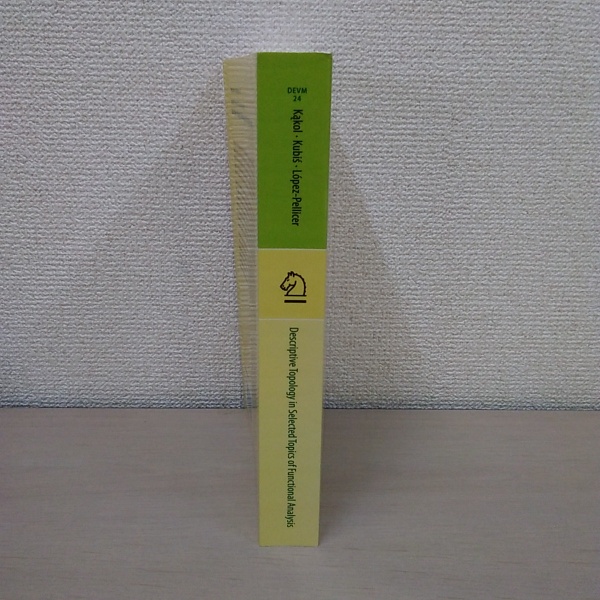 DEVM
24
Kąkol · Kubiś · López-Pellicer
Descriptive Topology in Selected Topics of Functional Analysis